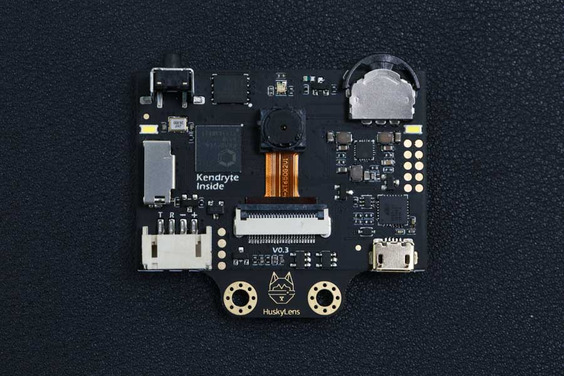 Kendryte
Inside
T R - +
V0.3
HuskyLens